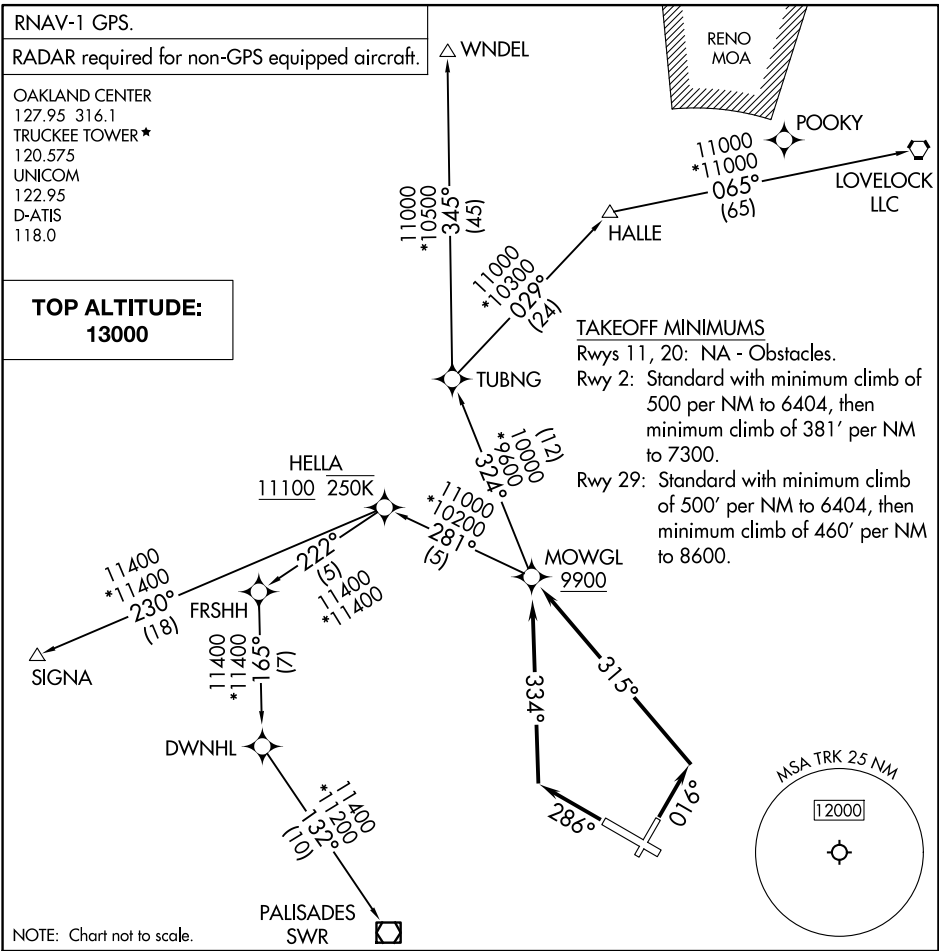 RNAV-1 GPS.
RADAR required for non-GPS equipped aircraft.
OAKLAND CENTER
127.95 316.1
TRUCKEE TOWER★
120.575
UNICOM
122.95
D-ATIS
118.0
TOP ALTITUDE:
13000
WNDEL
RENO
MOA
POOKY
11000
*11000
065°
(65)
LOVELOCK
LLC
HALLE
11000
*10500
345°
(45)
11000
*10300
029°
(24)
TUBNG
TAKEOFF MINIMUMS
Rwys 11, 20: NA - Obstacles.
Rwy 2: Standard with minimum climb of
500 per NM to 6404, then
minimum climb of 381' per NM
to 7300.
Rwy 29: Standard with minimum climb
of 500' per NM to 6404, then
minimum climb of 460' per NM
to 8600.
(12)
10000
*9600
324°
HELLA
11100 250K
11000
*10200
281°
(5)
MOWGL
9900
222°
(5)
11400
*11400
11400
*11400
230°
(18)
FRSHH
SIGNA
11400
*11400
165°
(7)
DWNHL
11400
*11200
132°
(10)
PALISADES
SWR
334°
315°
286°
016°
MSA TRK 25 NM
12000
NOTE: Chart not to scale.